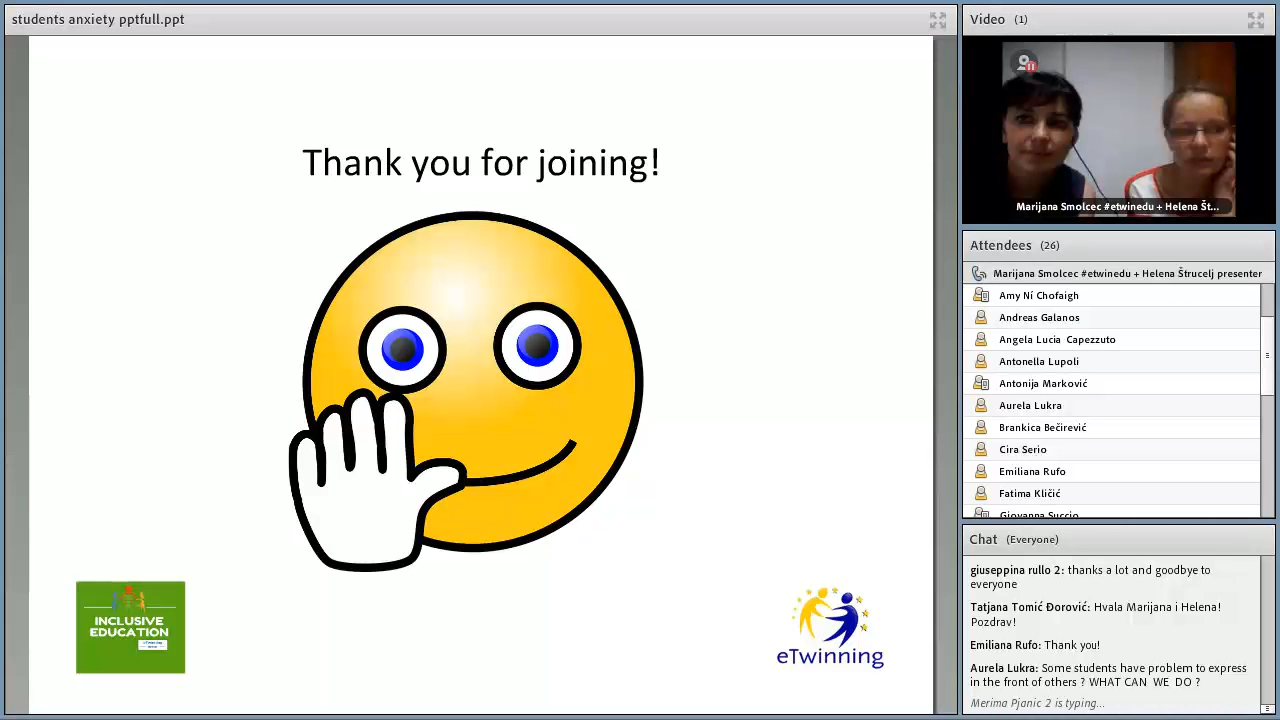 students anxiety pptfull.ppt
Thank you for joining!
INCLUSIVE
EDUCATION
eTwinning
Video (1)
Marijana Smolcec #etwinedu + Helena Št...
Attendees (26)
Marijana Smolcec #etwinedu + Helena Štrucelj presenter
Amy Ní Chofaigh
Andreas Galanos
Angela Lucia Capezzuto
Antonella Lupoli
Antonija Marković
Aurela Lukra
Brankica Bečirević
Cira Serio
Emiliana Rufo
Fatima Kličić
Giovanna Succio
Chat (Everyone)
giuseppina rullo 2: thanks a lot and goodbye to
everyone
Tatjana Tomić Đorović: Hvala Marijana i Helena!
Pozdrav!
Emiliana Rufo: Thank you!
Aurela Lukra: Some students have problem to express
in the front of others ? WHAT CAN WE DO ?
Merima Pjanic 2 is typing...